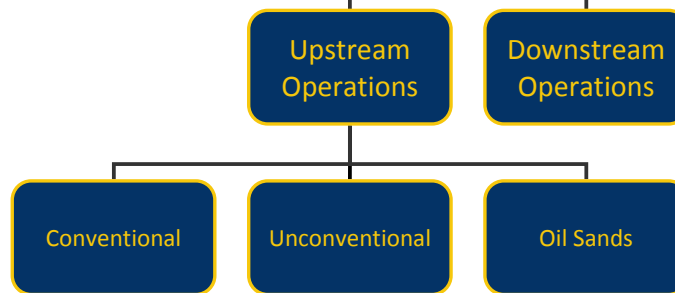 Upstream
Operations
Downstream
Operations
Conventional
Unconventional
Oil Sands